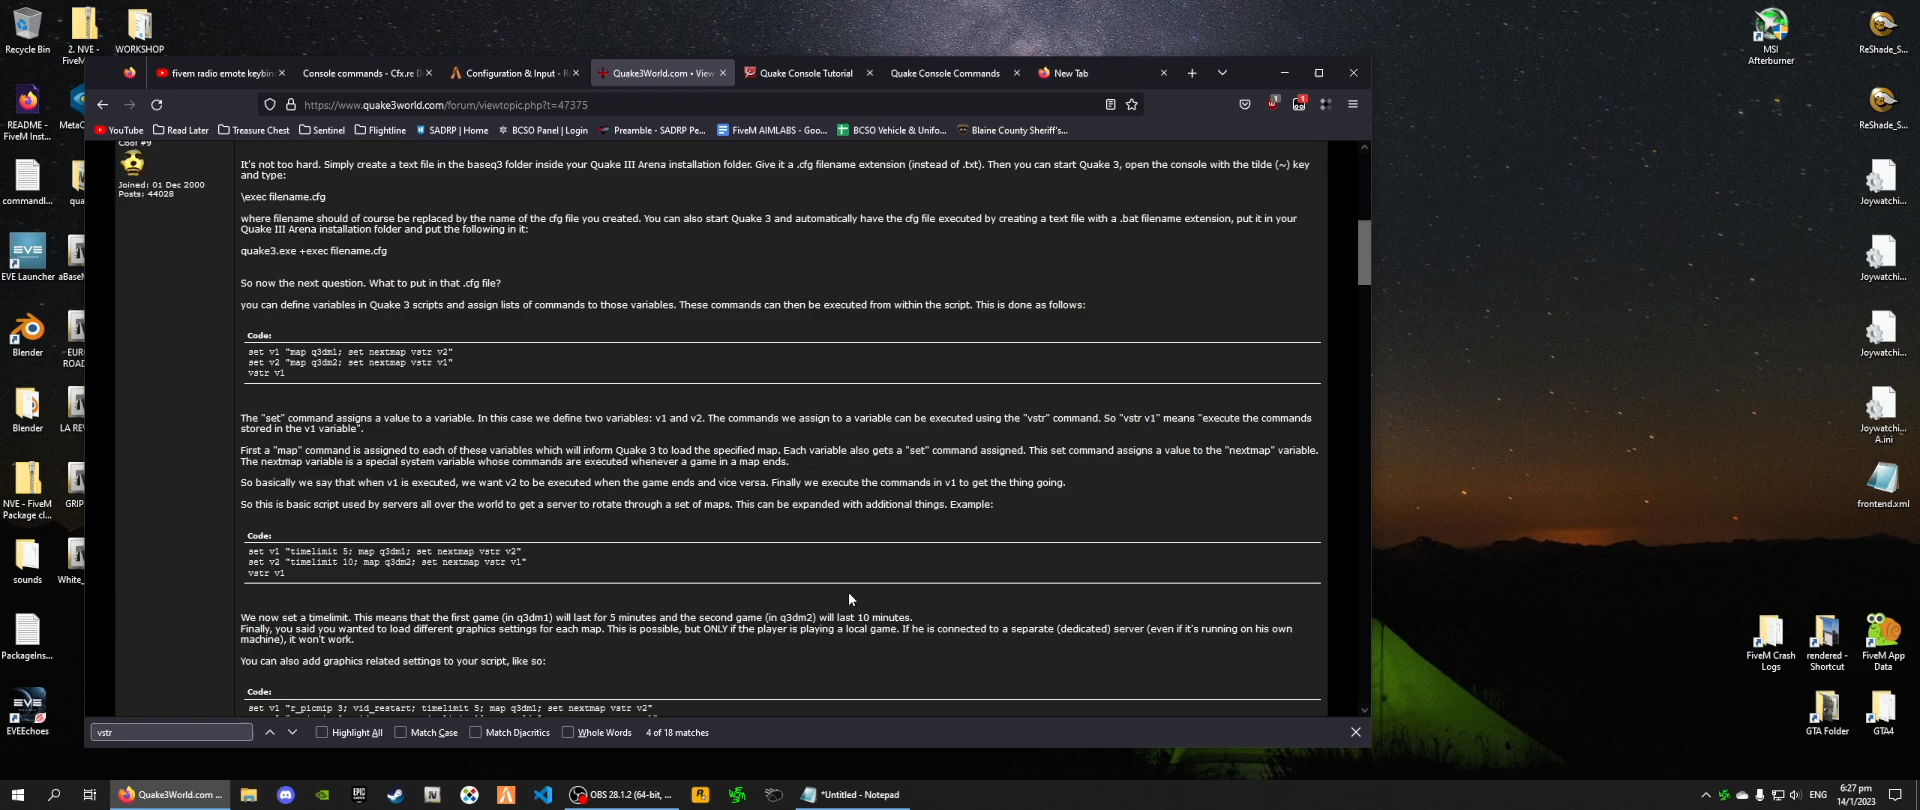 Recycle Bin
2. NVE -
FiveM
WORKSHOP
README -
FiveM Inst...
MetaC
commandl...
qua
EVE Launcher
aBaseM
Blender
EUR
ROAD
Blender
LA REV
NVE - FiveM
Package cl...
GRIP
sounds
White_
PackageIns...
EVEEchoes
fivem radio emote keybin
Console commands - Cfx.re D
Configuration & Input - R
Quake3World.com • View
Quake Console Tutorial
Quake Console Commands
New Tab
https://www.quake3world.com/forum/viewtopic.php?t=47375
YouTube
Read Later
Treasure Chest
Sentinel
Flightline
SADRP | Home
BCSO Panel | Login
Preamble - SADRP Pe...
FiveM AIMLABS - Goo...
BCSO Vehicle & Unifo...
Blaine County Sheriff's...
Cool #9
Joined: 01 Dec 2000
Posts: 44028
It's not too hard. Simply create a text file in the baseq3 folder inside your Quake III Arena installation folder. Give it a .cfg filename extension (instead of .txt). Then you can start Quake 3, open the console with the tilde (~) key
and type:
\exec filename.cfg
where filename should of course be replaced by the name of the cfg file you created. You can also start Quake 3 and automatically have the cfg file executed by creating a text file with a .bat filename extension, put it in your
Quake III Arena installation folder and put the following in it:
quake3.exe +exec filename.cfg
So now the next question. What to put in that .cfg file?
you can define variables in Quake 3 scripts and assign lists of commands to those variables. These commands can then be executed from within the script. This is done as follows:
Code:
set v1 "map q3dm1; set nextmap vstr v2"
set v2 "map q3dm2; set nextmap vstr v1"
vstr v1
The "set" command assigns a value to a variable. In this case we define two variables: v1 and v2. The commands we assign to a variable can be executed using the "vstr" command. So "vstr v1" means "execute the commands
stored in the v1 variable".
First a "map" command is assigned to each of these variables which will inform Quake 3 to load the specified map. Each variable also gets a "set" command assigned. This set command assigns a value to the "nextmap" variable.
The nextmap variable is a special system variable whose commands are executed whenever a game in a map ends.
So basically we say that when v1 is executed, we want v2 to be executed when the game ends and vice versa. Finally we execute the commands in v1 to get the thing going.
So this is basic script used by servers all over the world to get a server to rotate through a set of maps. This can be expanded with additional things. Example:
Code:
set v1 "timelimit 5; map q3dm1; set nextmap vstr v2"
set v2 "timelimit 10; map q3dm2; set nextmap vstr v1"
vstr v1
We now set a timelimit. This means that the first game (in q3dm1) will last for 5 minutes and the second game (in q3dm2) will last 10 minutes.
Finally, you said you wanted to load different graphics settings for each map. This is possible, but ONLY if the player is playing a local game. If he is connected to a separate (dedicated) server (even if it's running on his own
machine), it won't work.
You can also add graphics related settings to your script, like so:
Code:
set v1 "r_picmip 3; vid_restart; timelimit 5; map q3dm1; set nextmap vstr v2"
vstr
Highlight All
Match Case
Match Diacritics
Whole Words
4 of 18 matches
MSI
Afterburner
ReShade_S...
ReShade_S...
Joywatchi...
Joywatchi...
Joywatchi...
Joywatchi...
A.ini
frontend.xml
FiveM Crash
Logs
rendered -
Shortcut
FiveM App
Data
GTA Folder
GTA4
Quake3World.com ...
OBS 28.1.2 (64-bit, ...
*Untitled - Notepad
ENG
6:27 pm
14/1/2023